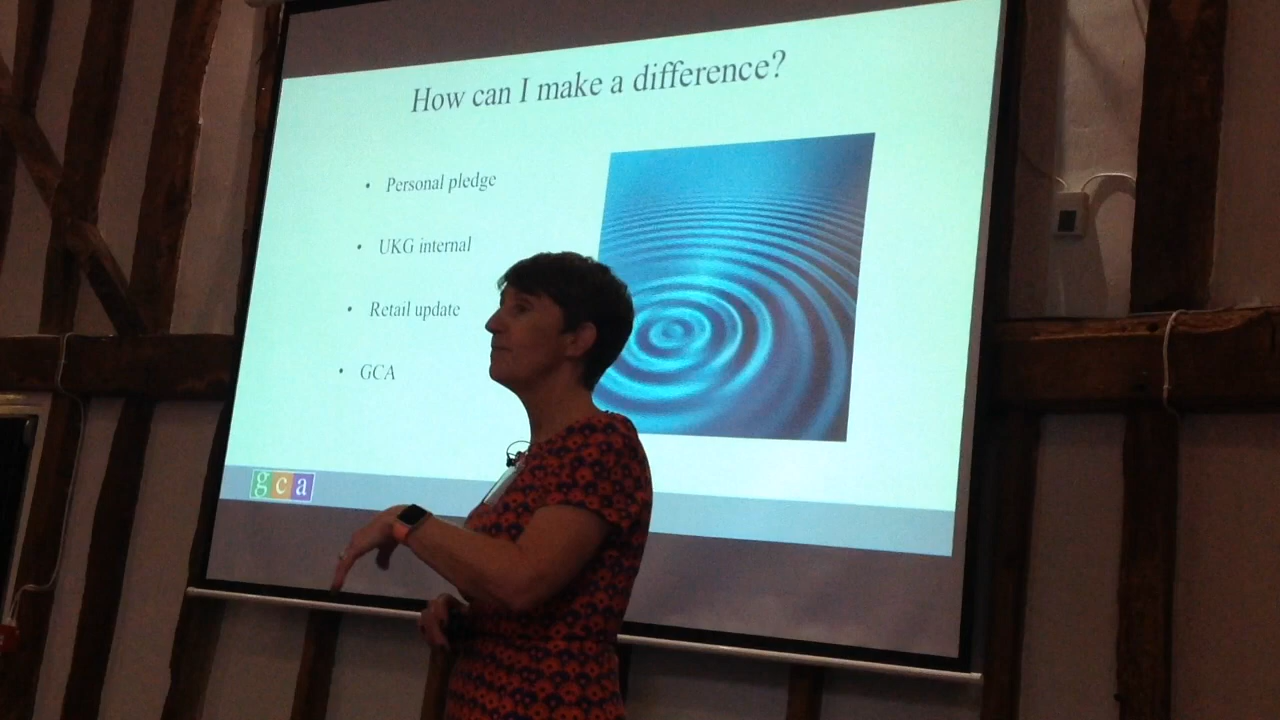 How can I make a difference?
• Personal pledge
• UKG internal
• Retail update
• GCA
gca